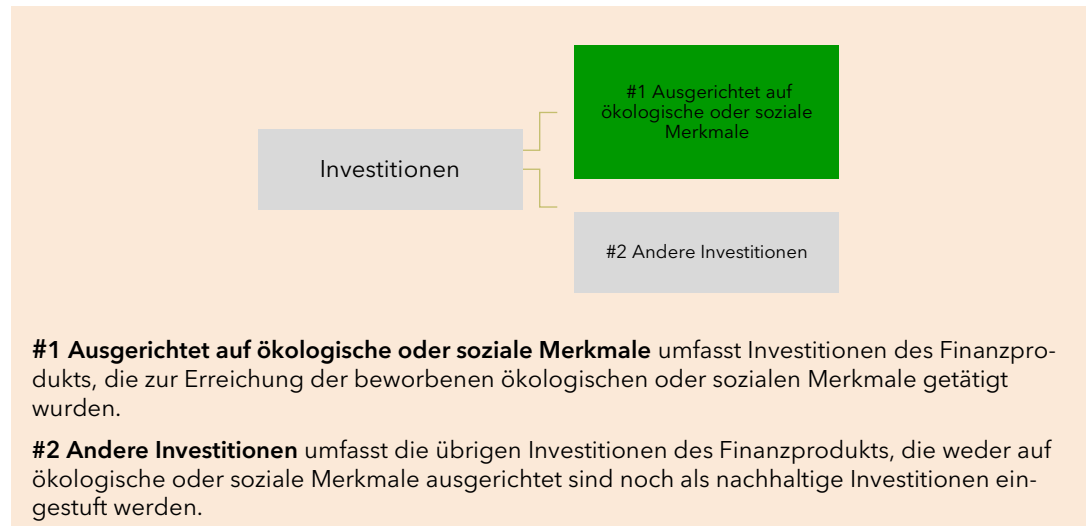 #1 Ausgerichtet auf
ökologische oder soziale
Merkmale
Investitionen
#2 Andere Investitionen
#1 Ausgerichtet auf ökologische oder soziale Merkmale umfasst Investitionen des Finanzpro-
dukts, die zur Erreichung der beworbenen ökologischen oder sozialen Merkmale getätigt
wurden.
#2 Andere Investitionen umfasst die übrigen Investitionen des Finanzprodukts, die weder auf
ökologische oder soziale Merkmale ausgerichtet sind noch als nachhaltige Investitionen ein-
gestuft werden.